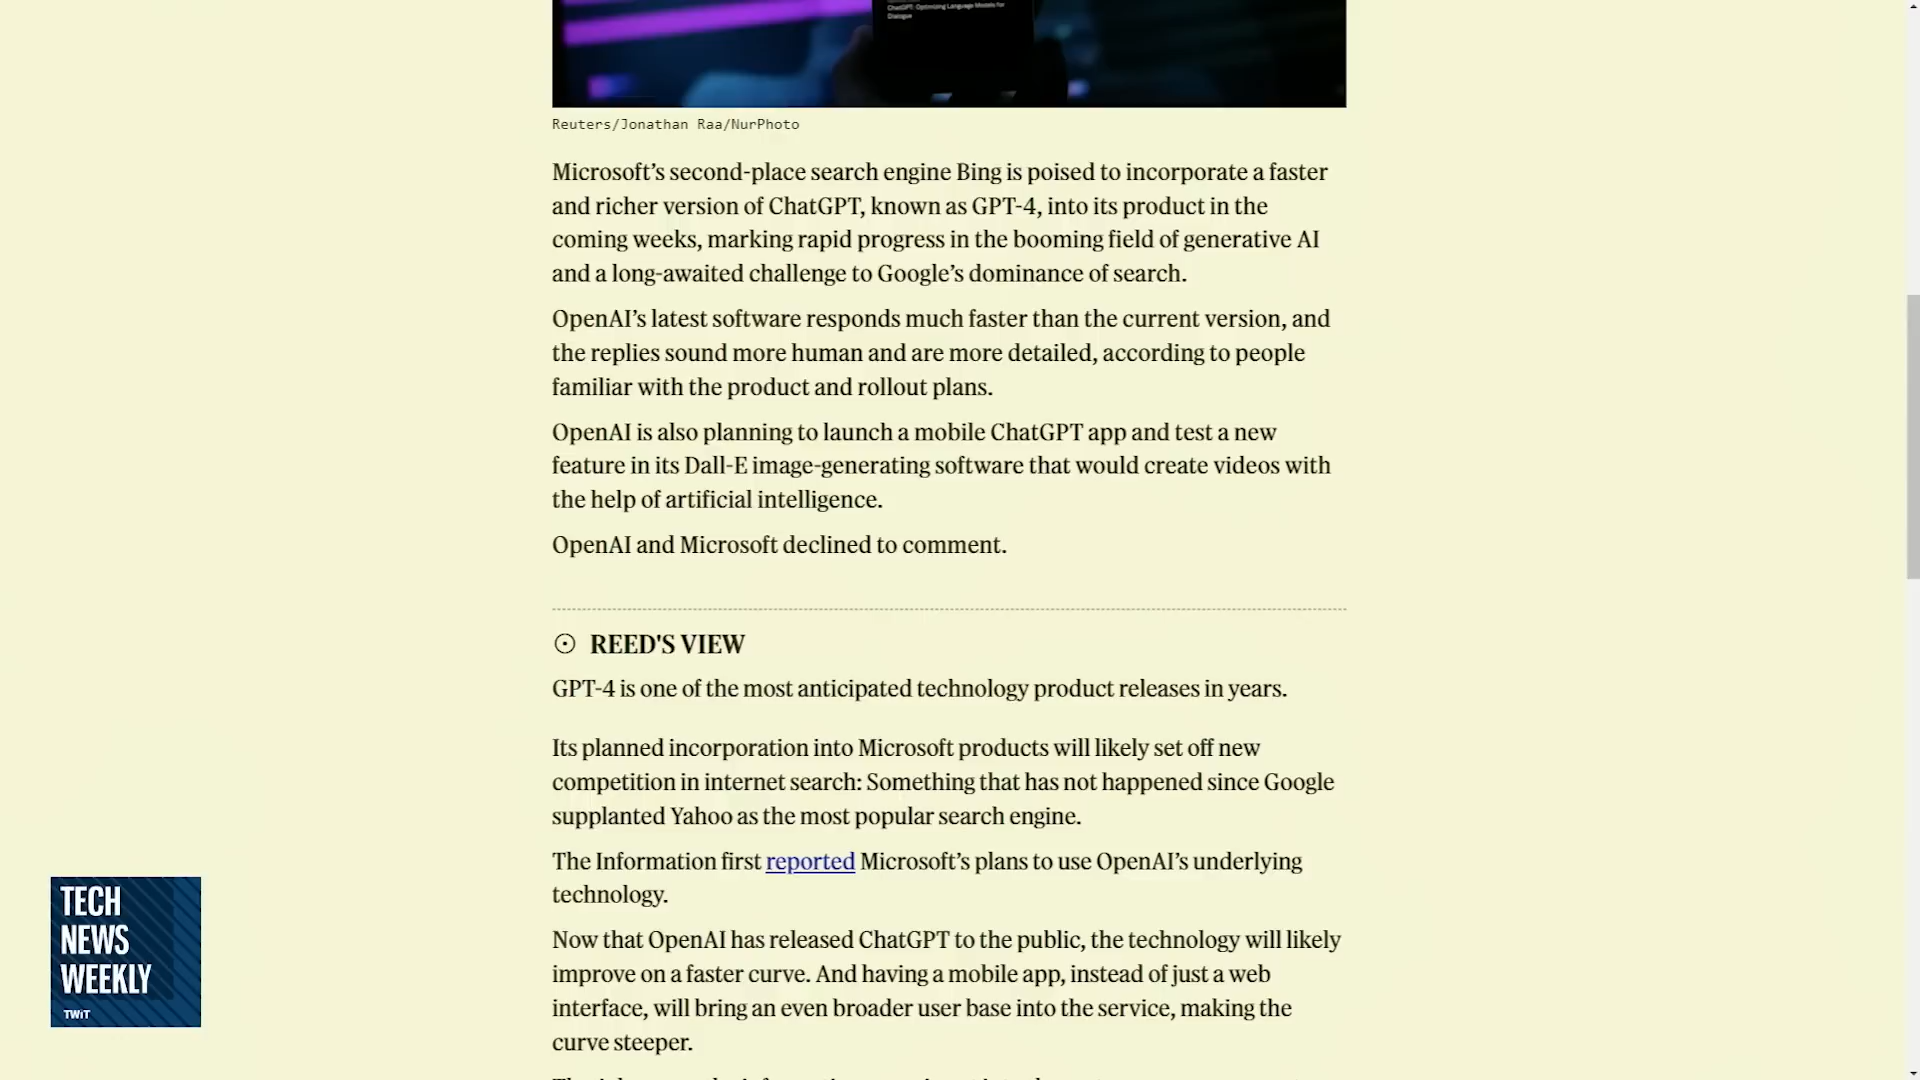 ChatGPT: Optimizing Language Models for
Dialogue
Reuters/Jonathan Raa/NurPhoto
Microsoft’s second-place search engine Bing is poised to incorporate a faster
and richer version of ChatGPT, known as GPT-4, into its product in the
coming weeks, marking rapid progress in the booming field of generative AI
and a long-awaited challenge to Google’s dominance of search.
OpenAI’s latest software responds much faster than the current version, and
the replies sound more human and are more detailed, according to people
familiar with the product and rollout plans.
OpenAI is also planning to launch a mobile ChatGPT app and test a new
feature in its Dall-E image-generating software that would create videos with
the help of artificial intelligence.
OpenAI and Microsoft declined to comment.
REED'S VIEW
GPT-4 is one of the most anticipated technology product releases in years.
Its planned incorporation into Microsoft products will likely set off new
competition in internet search: Something that has not happened since Google
supplanted Yahoo as the most popular search engine.
The Information first reported Microsoft’s plans to use OpenAI’s underlying
technology.
Now that OpenAI has released ChatGPT to the public, the technology will likely
improve on a faster curve. And having a mobile app, instead of just a web
interface, will bring an even broader user base into the service, making the
curve steeper.
TECH
NEWS
WEEKLY
TWiT